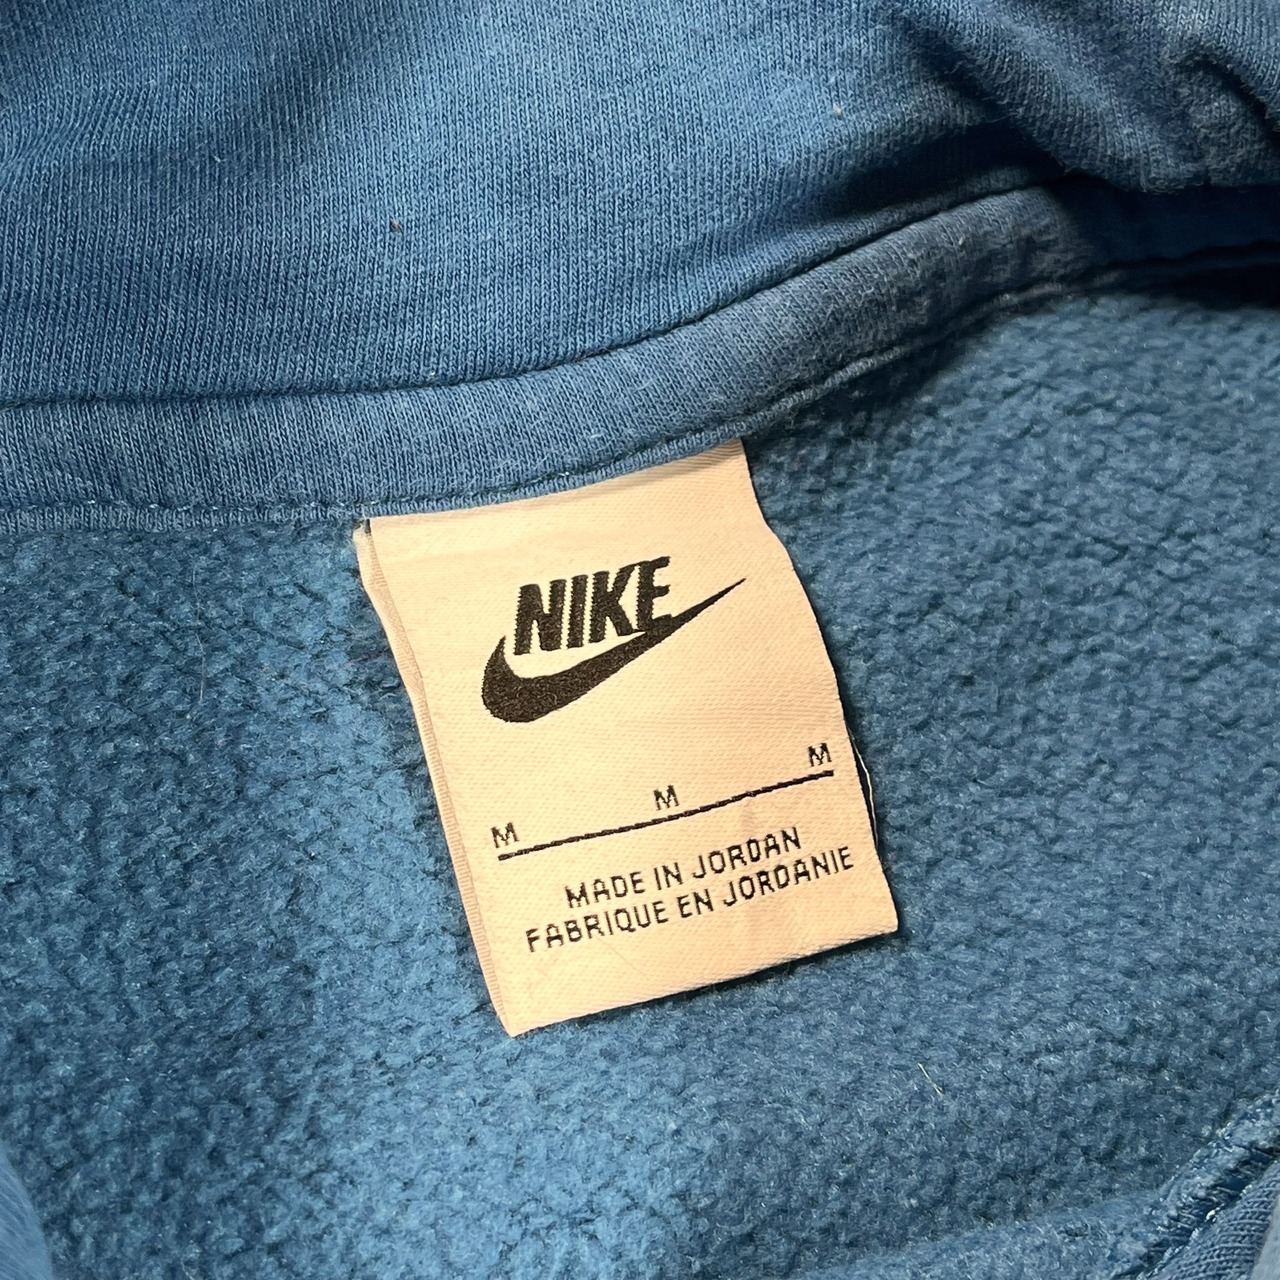 NIKE
M M M
MADE IN JORDAN
FABRIQUE EN JORDANIE